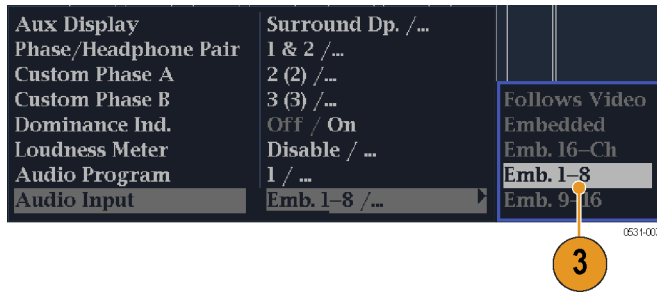 Aux Display Surround Dp. /...
Phase/Headphone Pair 1 & 2 /...
Custom Phase A 2 (2) /...
Custom Phase B 3 (3) /... Follows Video
Dominance Ind. Off / On Embedded
Loudness Meter Disable / ... Emb. 16–Ch
Audio Program 1 / ... Emb. 1–8
Audio Input Emb. 1–8 /... Emb. 9–16
3